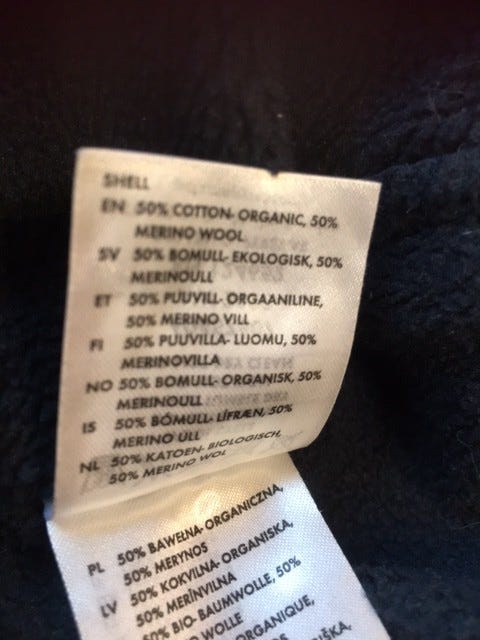 SHELL
EN 50% COTTON- ORGANIC, 50%
MERINO WOOL
SV 50% BOMULL- EKOLOGISK, 50%
MERINOULL
ET 50% PUUVILL- ORGAANILINE,
50% MERINO VILL
FI 50% PUUVILLA- LUOMU, 50%
MERINOVILLA
NO 50% BOMULL- ORGANISK, 50%
MERINOULL
IS 50% BÓMULL- LÍFRÆN, 50%
MERINO ULL
NL 50% KATOEN- BIOLOGISCH,
50% MERINO WOL
PL 50% BAWEŁNA- ORGANICZNA,
50% MERYNOS
LV 50% KOKVILNA- ORGANISKA,
50% MERĪNVILNA
50% BIO- BAUMWOLLE, 50%
WOLLE
ORGANIQUE,